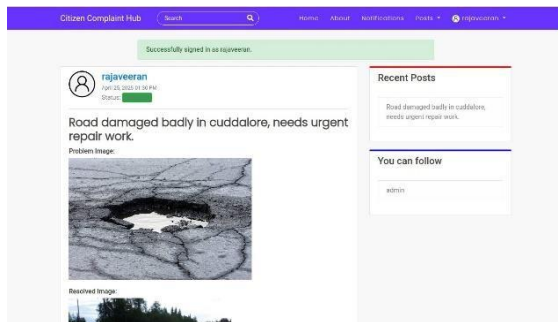 Citizen Complaint Hub
Search
Home About Notifications Posts rajaveeran
Successfully signed in as rajaveeran.
rajaveeran
April 25, 2025 01:30 PM
Status:
Road damaged badly in cuddalore, needs urgent
repair work.
Problem Image:
Resolved Image:
Recent Posts
Road damaged badly in cuddalore,
needs urgent repair work.
You can follow
admin